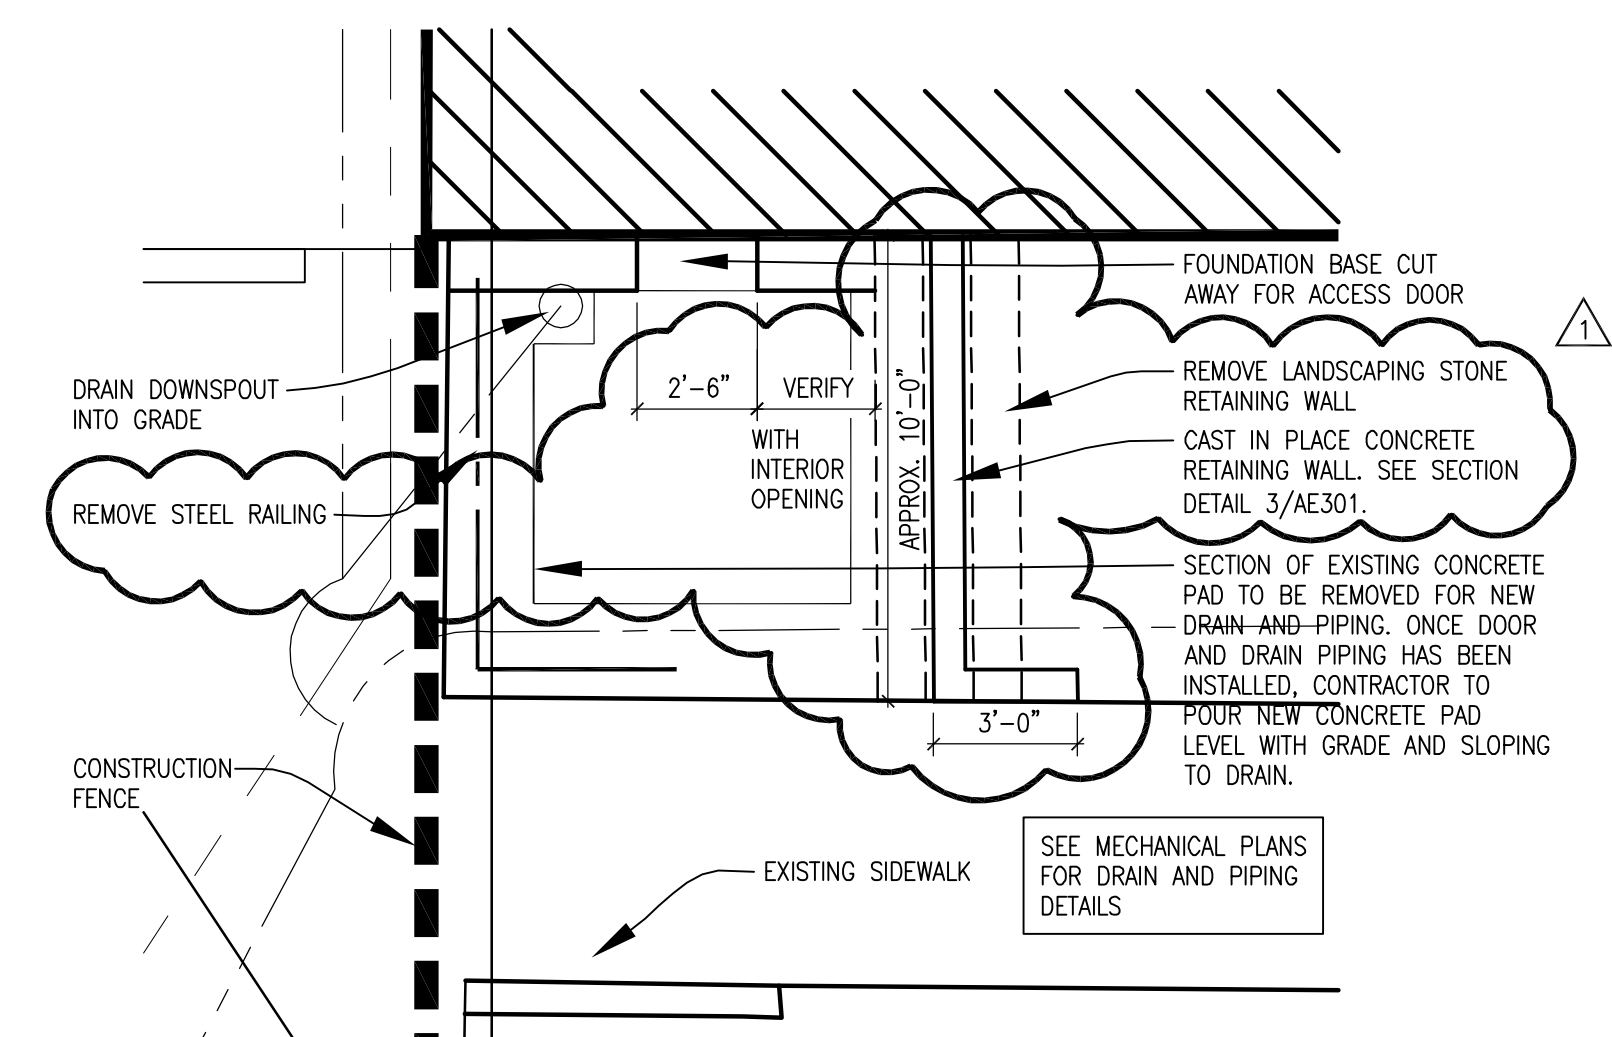 FOUNDATION BASE CUT
AWAY FOR ACCESS DOOR
1
REMOVE LANDSCAPING STONE
RETAINING WALL
CAST IN PLACE CONCRETE
RETAINING WALL. SEE SECTION
DETAIL 3/AE301.
DRAIN DOWNSPOUT
INTO GRADE
2'-6"
VERIFY
WITH
INTERIOR
OPENING
APPROX. 10'-0"
REMOVE STEEL RAILING
SECTION OF EXISTING CONCRETE
PAD TO BE REMOVED FOR NEW
DRAIN AND PIPING. ONCE DOOR
AND DRAIN PIPING HAS BEEN
INSTALLED, CONTRACTOR TO
POUR NEW CONCRETE PAD
LEVEL WITH GRADE AND SLOPING
TO DRAIN.
3'-0"
CONSTRUCTION
FENCE
EXISTING SIDEWALK
SEE MECHANICAL PLANS
FOR DRAIN AND PIPING
DETAILS